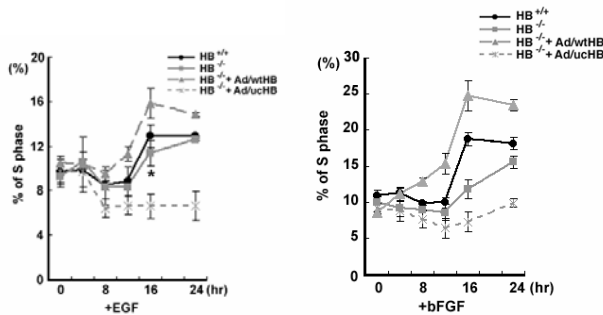 (%)
HB+/+
HB-/-
HB-/- + Ad/wtHB
HB-/- + Ad/ucHB
% of S phase
20
16
12
8
4
0
*
0 8 16 24 (hr)
+EGF
(%)
HB+/+
HB-/-
HB-/- + Ad/wtHB
HB-/- + Ad/ucHB
% of S phase
30
25
20
15
10
5
0
0 8 16 24 (hr)
+bFGF